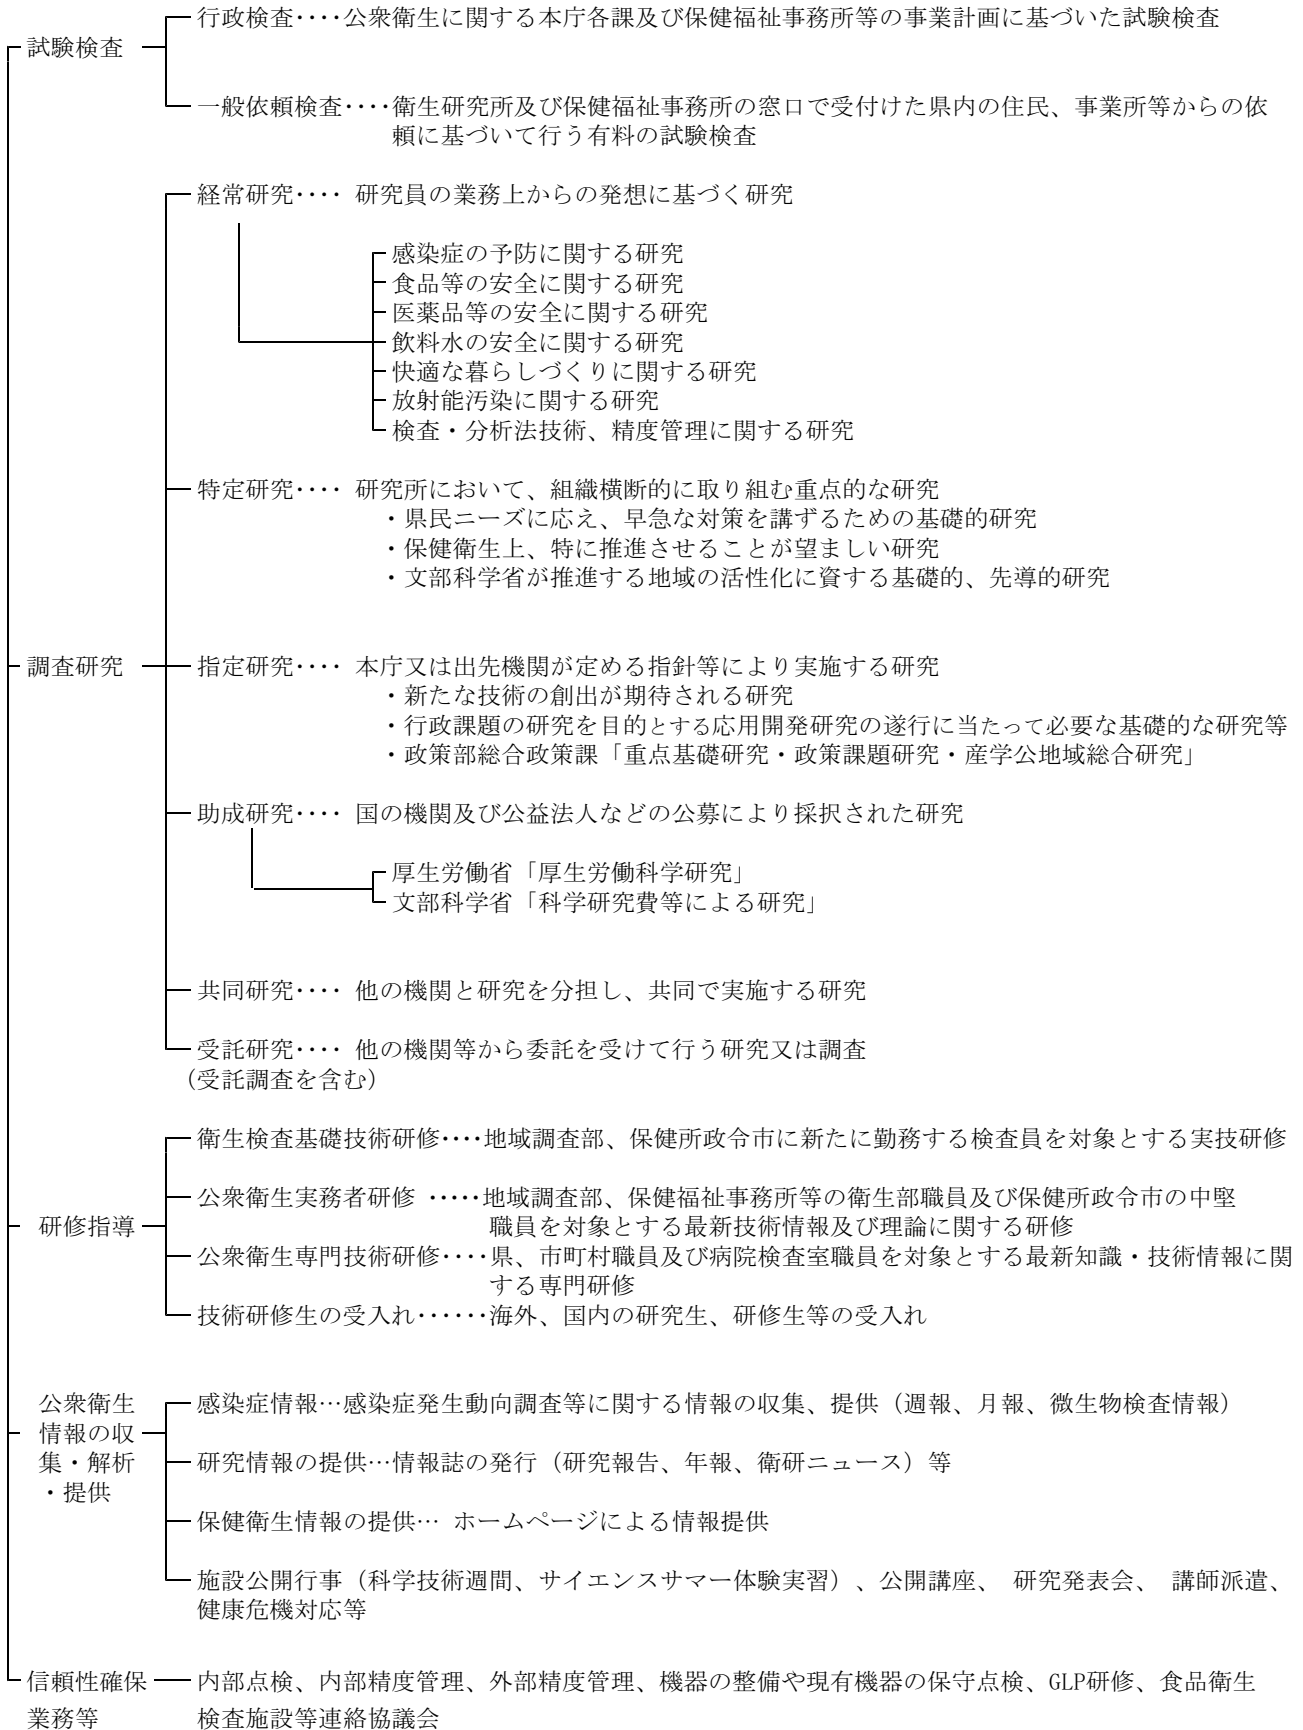 行政検査････公衆衛生に関する本庁各課及び保健福祉事務所等の事業計画に基づいた試験検査
試験検査
一般依頼検査････衛生研究所及び保健福祉事務所の窓口で受付けた県内の住民、事業所等からの依
頼に基づいて行う有料の試験検査
経常研究････ 研究員の業務上からの発想に基づく研究
感染症の予防に関する研究
食品等の安全に関する研究
医薬品等の安全に関する研究
飲料水の安全に関する研究
快適な暮らしづくりに関する研究
放射能汚染に関する研究
検査・分析法技術、精度管理に関する研究
特定研究････ 研究所において、組織横断的に取り組む重点的な研究
・県民ニーズに応え、早急な対策を講ずるための基礎的研究
・保健衛生上、特に推進させることが望ましい研究
・文部科学省が推進する地域の活性化に資する基礎的、先導的研究
調査研究
指定研究････ 本庁又は出先機関が定める指針等により実施する研究
・新たな技術の創出が期待される研究
・行政課題の研究を目的とする応用開発研究の遂行に当たって必要な基礎的な研究等
・政策部総合政策課「重点基礎研究・政策課題研究・産学公地域総合研究」
助成研究････ 国の機関及び公益法人などの公募により採択された研究
厚生労働省「厚生労働科学研究」
文部科学省「科学研究費等による研究」
共同研究････ 他の機関と研究を分担し、共同で実施する研究
受託研究････ 他の機関等から委託を受けて行う研究又は調査
(受託調査を含む)
衛生検査基礎技術研修････地域調査部、保健所政令市に新たに勤務する検査員を対象とする実技研修
公衆衛生実務者研修 ･････地域調査部、保健福祉事務所等の衛生部職員及び保健所政令市の中堅
職員を対象とする最新技術情報及び理論に関する研修
研修指導
公衆衛生専門技術研修････県、市町村職員及び病院検査室職員を対象とする最新知識・技術情報に関
する専門研修
技術研修生の受入れ･･････海外、国内の研究生、研修生等の受入れ
公衆衛生
情報の収
集・解析
・提供
感染症情報…感染症発生動向調査等に関する情報の収集、提供（週報、月報、微生物検査情報）
研究情報の提供…情報誌の発行（研究報告、年報、衛研ニュース）等
保健衛生情報の提供… ホームページによる情報提供
施設公開行事（科学技術週間、サイエンスサマー体験実習）、公開講座、 研究発表会、 講師派遣、
健康危機対応等
信頼性確保
業務等
内部点検、内部精度管理、外部精度管理、機器の整備や現有機器の保守点検、GLP研修、食品衛生
検査施設等連絡協議会